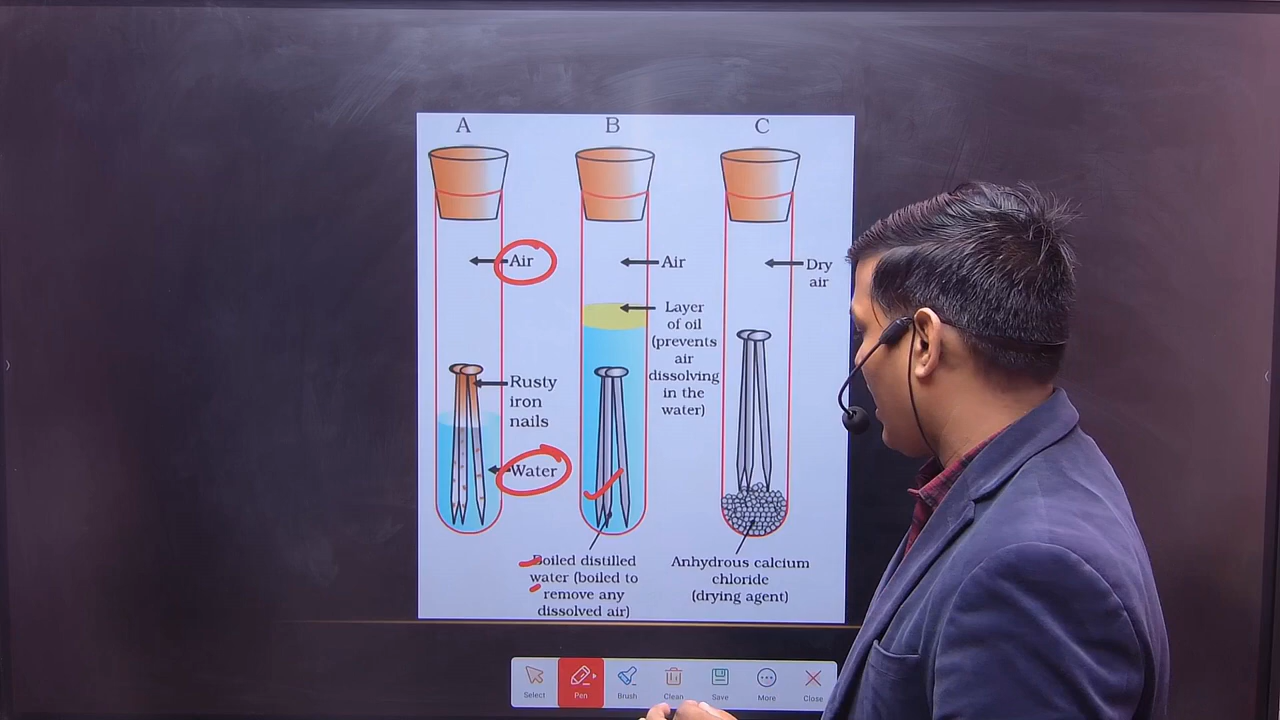 A
B
C
Air
Air
Dry
air
Layer
of oil
(prevents
air
dissolving
in the
water)
Rusty
iron
nails
Water
Boiled distilled
water (boiled to
remove any
dissolved air)
Anhydrous calcium
chloride
(drying agent)
Select
Pen
Brush
Clean
Save
More
Close